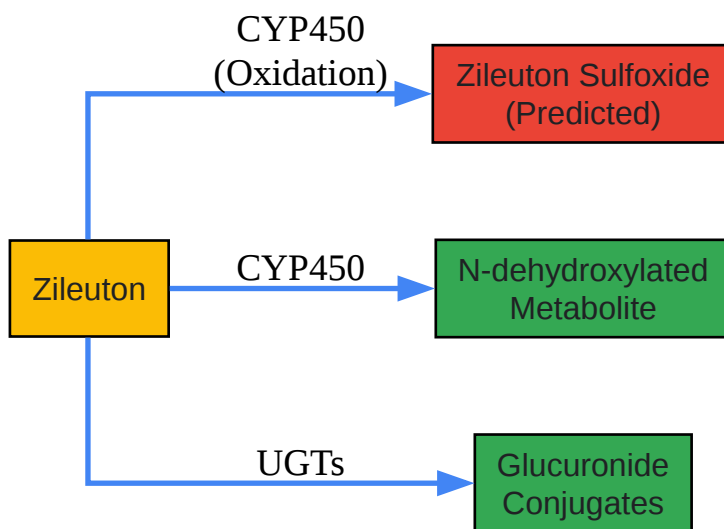 CYP450
(Oxidation)
Zileuton Sulfoxide
(Predicted)
Zileuton
CYP450
N-dehydroxylated
Metabolite
UGTs
Glucuronide
Conjugates